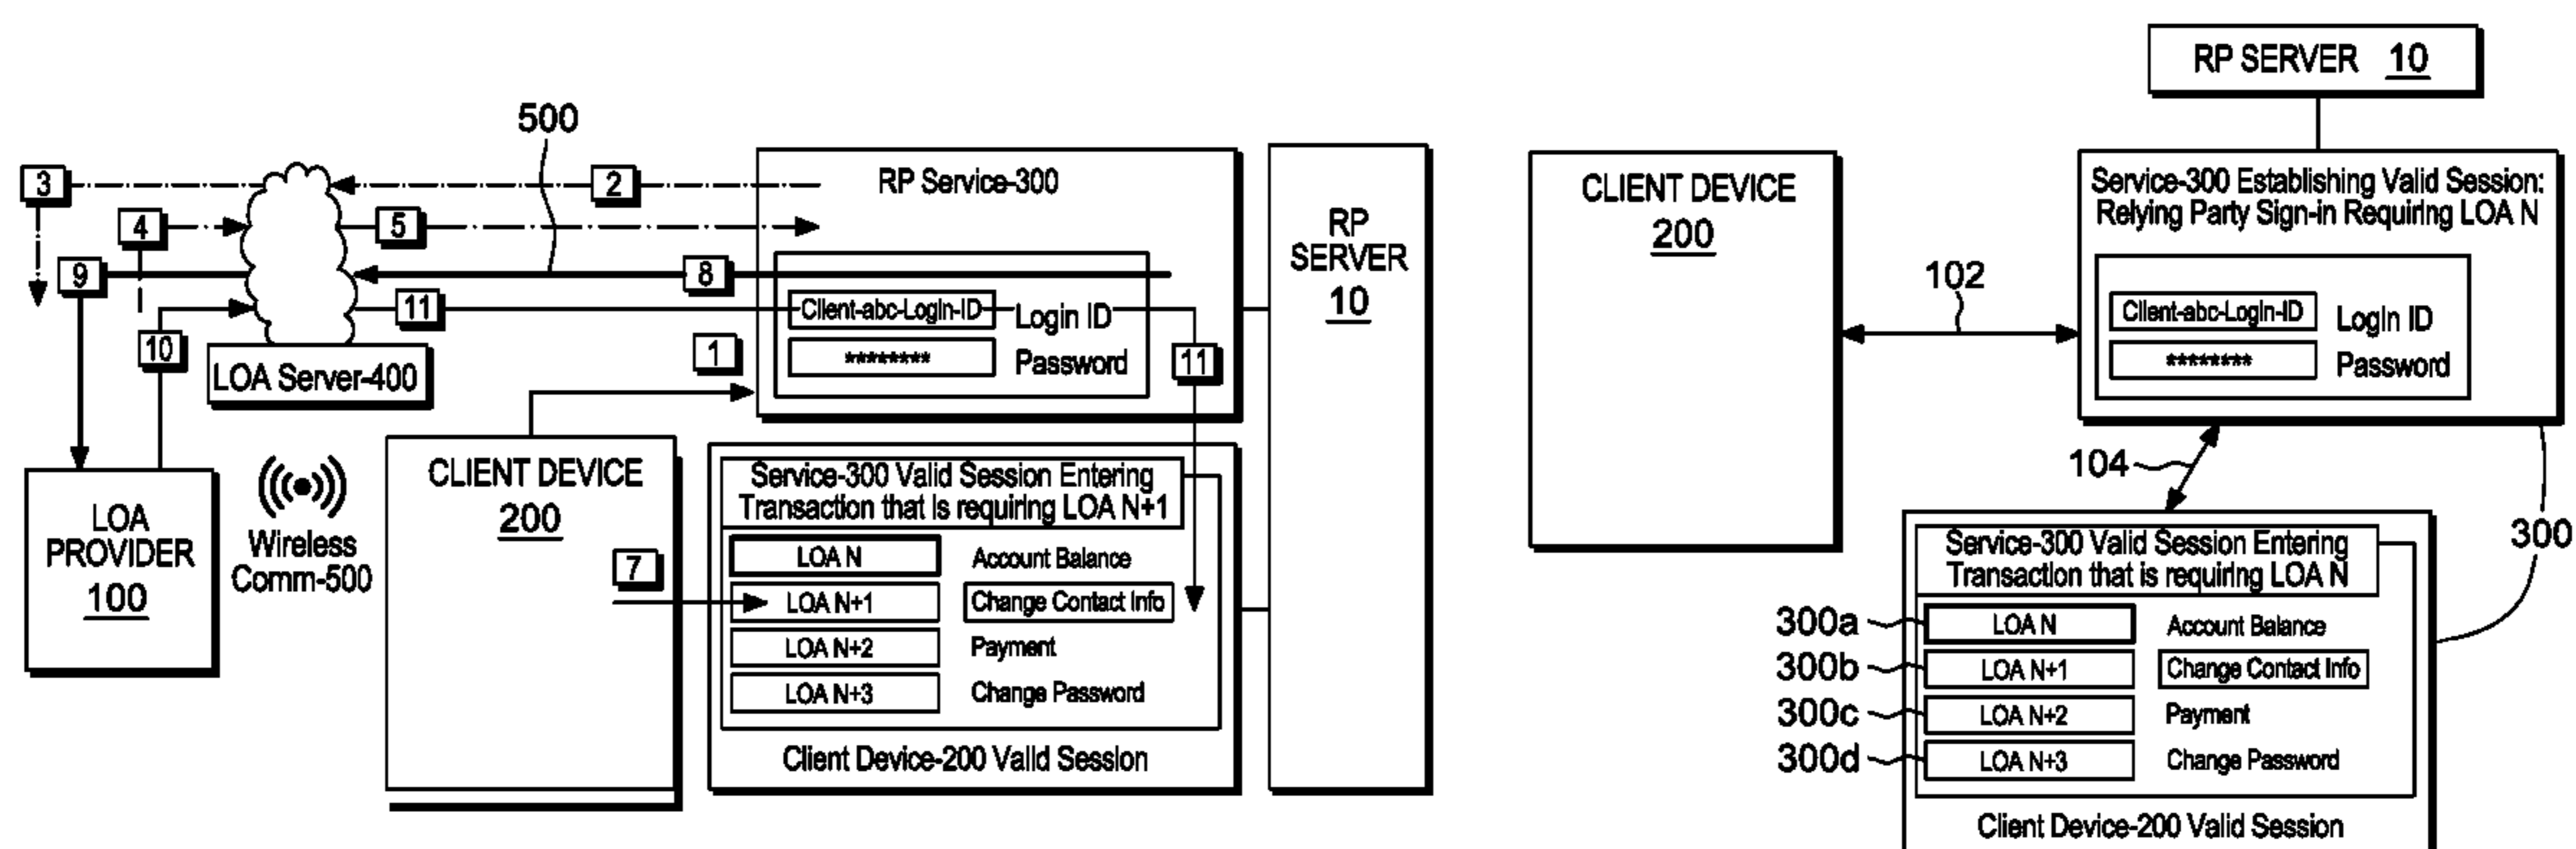 500
3
2
4
5
9
8
10
11
1
11
7
RP Service-300
Client-abc-Login-ID
Login ID
********
Password
RP
SERVER
10
LOA Server-400
LOA
PROVIDER
100
Wireless
Comm-500
CLIENT DEVICE
200
Service-300 Valid Session Entering
Transaction that is requiring LOA N+1
LOA N Account Balance
LOA N+1 Change Contact Info
LOA N+2 Payment
LOA N+3 Change Password
Client Device-200 Valid Session
RP SERVER 10
CLIENT DEVICE
200
102
Service-300 Establishing Valid Session:
Relying Party Sign-in Requiring LOA N
Client-abc-Login-ID Login ID
******** Password
104
300
Service-300 Valid Session Entering
Transaction that is requiring LOA N
300a LOA N Account Balance
300b LOA N+1 Change Contact Info
300c LOA N+2 Payment
300d LOA N+3 Change Password
Client Device-200 Valid Session